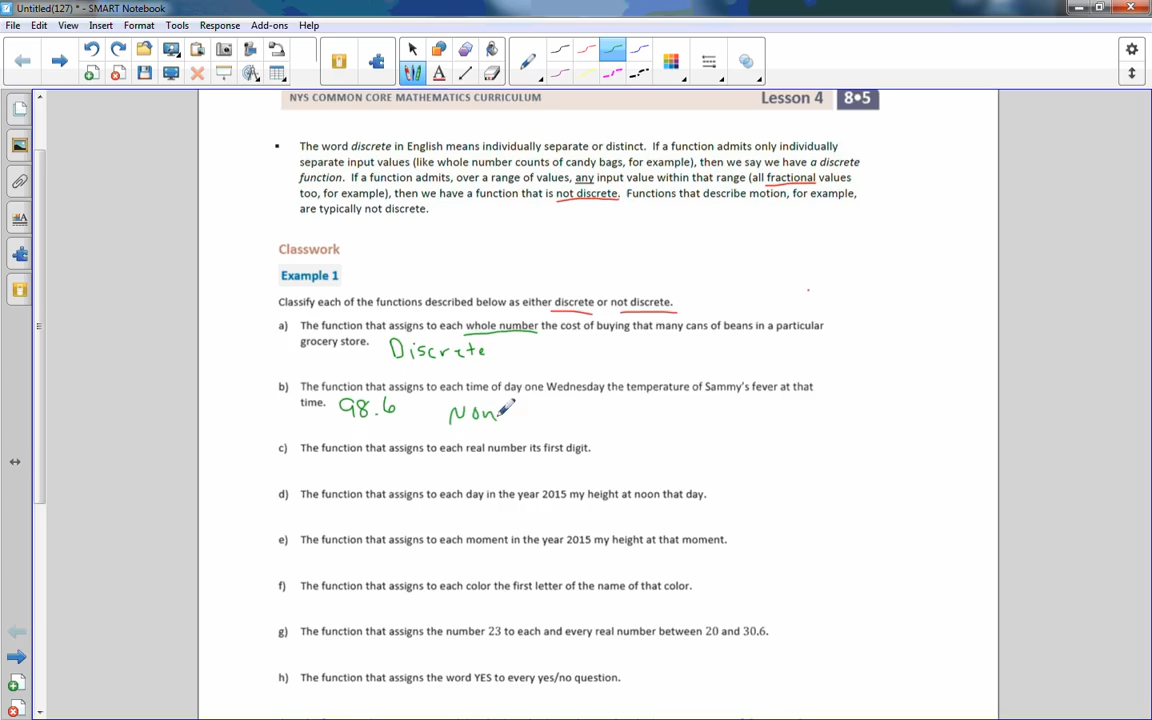 Untitled(127) * - SMART Notebook
File Edit View Insert Format Tools Response Add-ons Help
NYS COMMON CORE MATHEMATICS CURRICULUM Lesson 4 8•5
▪ The word discrete in English means individually separate or distinct. If a function admits only individually
separate input values (like whole number counts of candy bags, for example), then we say we have a discrete
function. If a function admits, over a range of values, any input value within that range (all fractional values
too, for example), then we have a function that is not discrete. Functions that describe motion, for example,
are typically not discrete.
Classwork
Example 1
Classify each of the functions described below as either discrete or not discrete.
a) The function that assigns to each whole number the cost of buying that many cans of beans in a particular
grocery store. Discrete
b) The function that assigns to each time of day one Wednesday the temperature of Sammy's fever at that
time. 98.6 Non
c) The function that assigns to each real number its first digit.
d) The function that assigns to each day in the year 2015 my height at noon that day.
e) The function that assigns to each moment in the year 2015 my height at that moment.
f) The function that assigns to each color the first letter of the name of that color.
g) The function that assigns the number 23 to each and every real number between 20 and 30.6.
h) The function that assigns the word YES to every yes/no question.